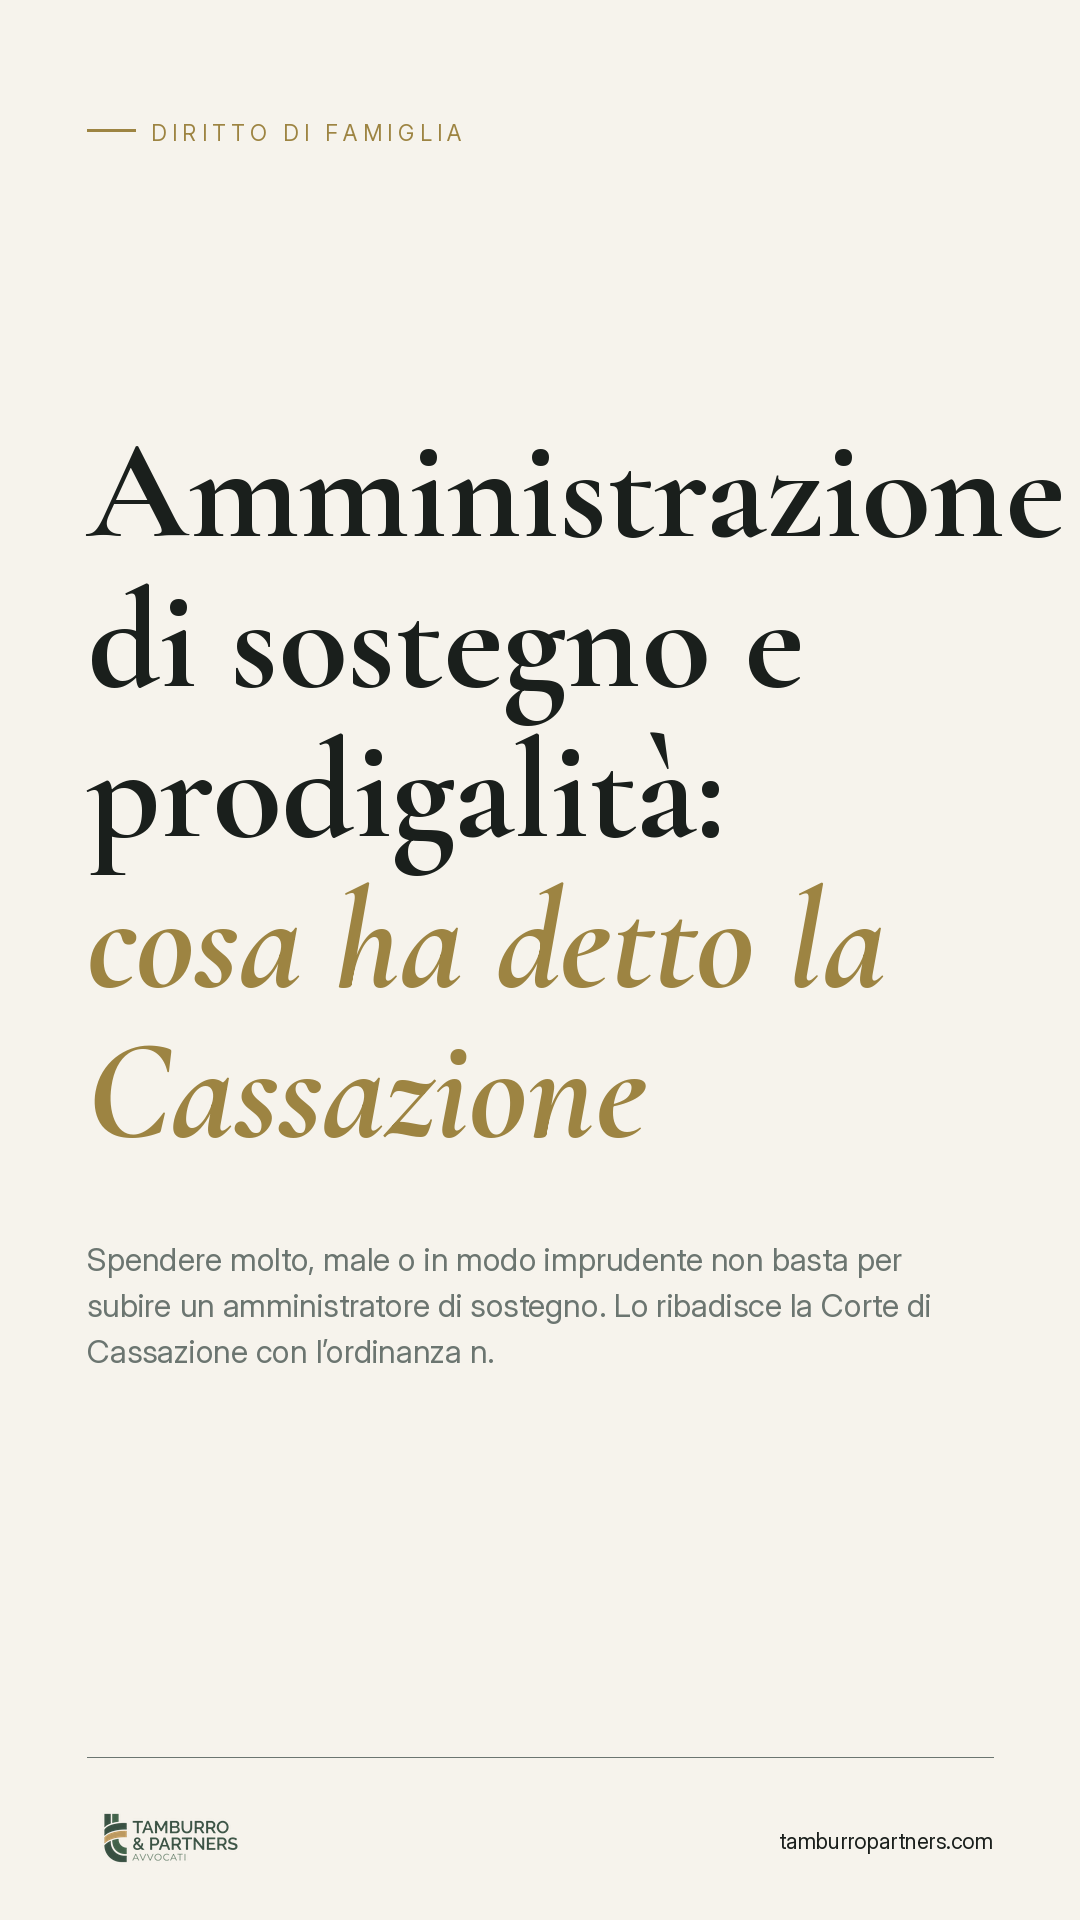 DIRITTO DI FAMIGLIA
Amministrazione
di sostegno e
prodigalità:
cosa ha detto la
Cassazione
Spendere molto, male o in modo imprudente non basta per
subire un amministratore di sostegno. Lo ribadisce la Corte di
Cassazione con l’ordinanza n.
TAMBURRO
& PARTNERS
AVVOCATI
tamburropartners.com